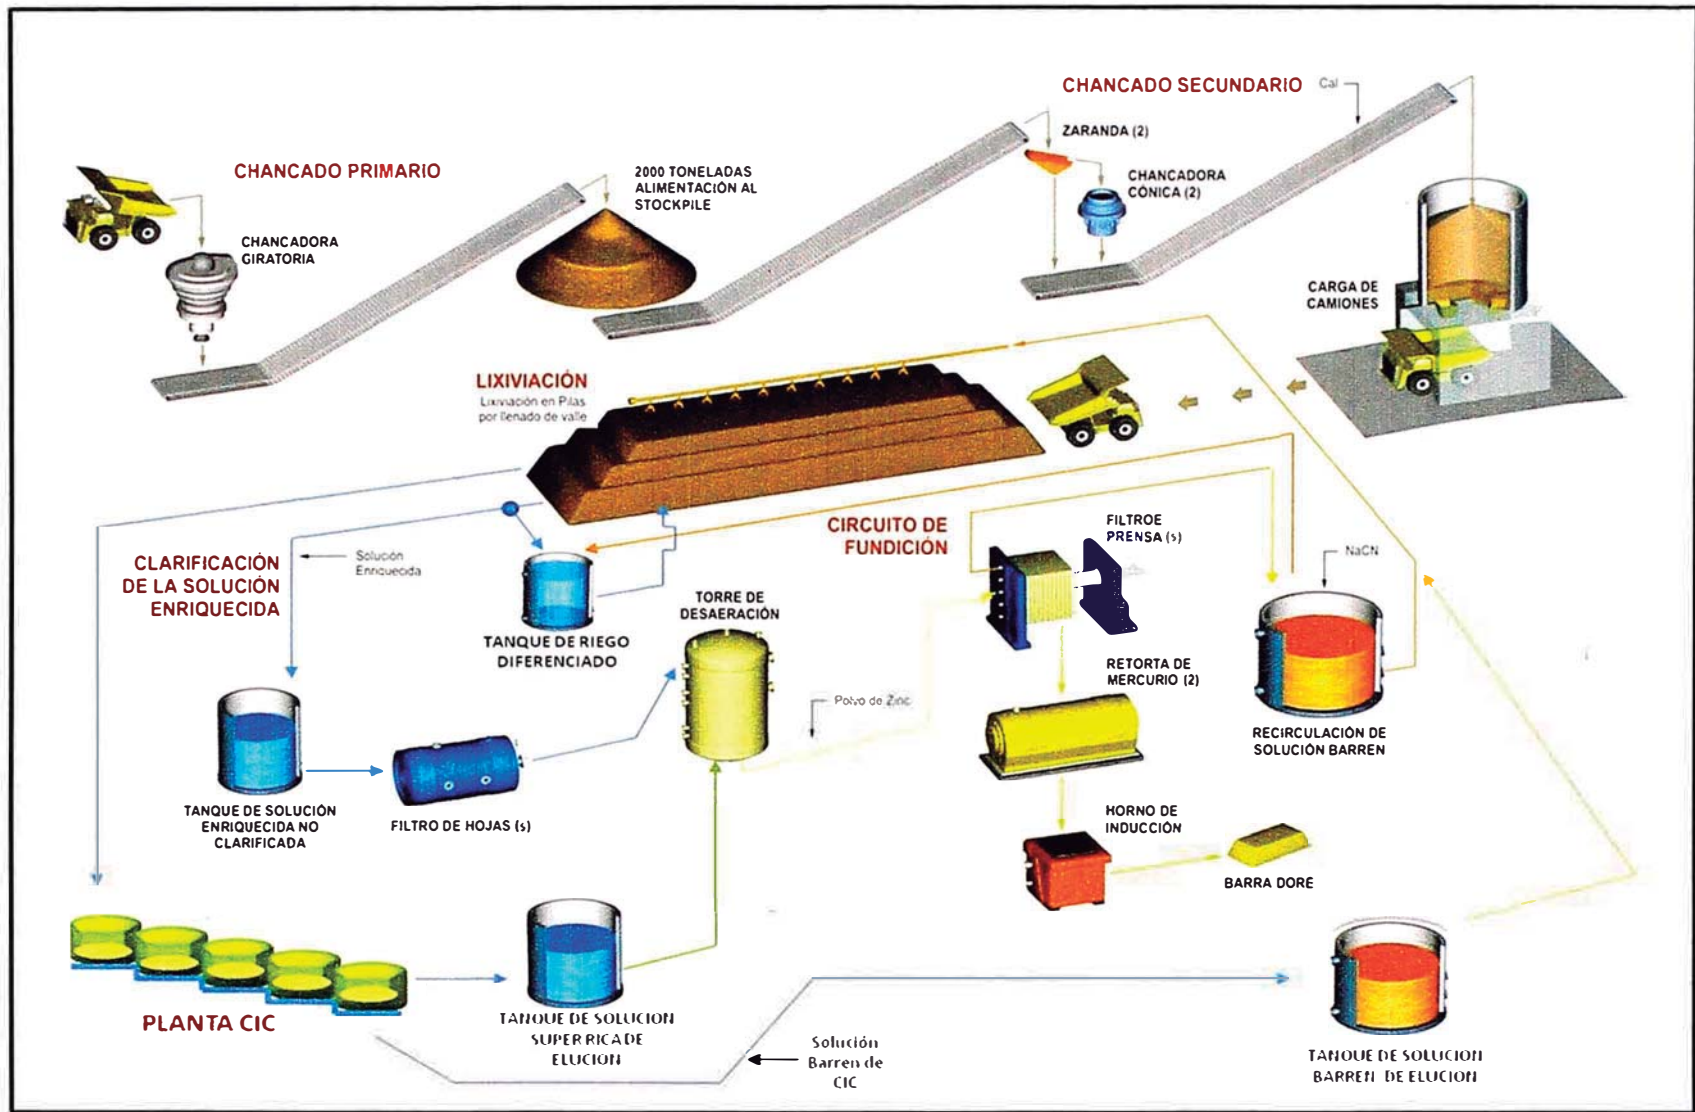 CHANCADO SECUNDARIO
Cal
ZARANDA (2)
CHANCADO PRIMARIO
2000 TONELADAS
ALIMENTACIÓN AL
STOCKPILE
CHANCADORA
CÓNICA (2)
CHANCADORA
GIRATORIA
CARGA DE
CAMIONES
LIXIVIACIÓN
Lixiviación en Pilas
por llenado de valle
CIRCUITO DE
FUNDICIÓN
FILTROE
PRENSA (s)
NaCN
CLARIFICACIÓN
DE LA SOLUCIÓN
ENRIQUECIDA
Solución
Enriquecida
TORRE DE
DESAERACIÓN
TANQUE DE RIEGO
DIFERENCIADO
RETORTA DE
MERCURIO (2)
Polvo de Zinc
RECIRCULACIÓN DE
SOLUCIÓN BARREN
TANQUE DE SOLUCIÓN
ENRIQUECIDA NO
CLARIFICADA
FILTRO DE HOJAS (s)
HORNO DE
INDUCCIÓN
BARRA DORE
PLANTA CIC
TANQUE DE SOLUCION
SUPER RICA DE
ELUCION
Solución
Barren de
CIC
TANQUE DE SOLUCION
BARREN DE ELUCION